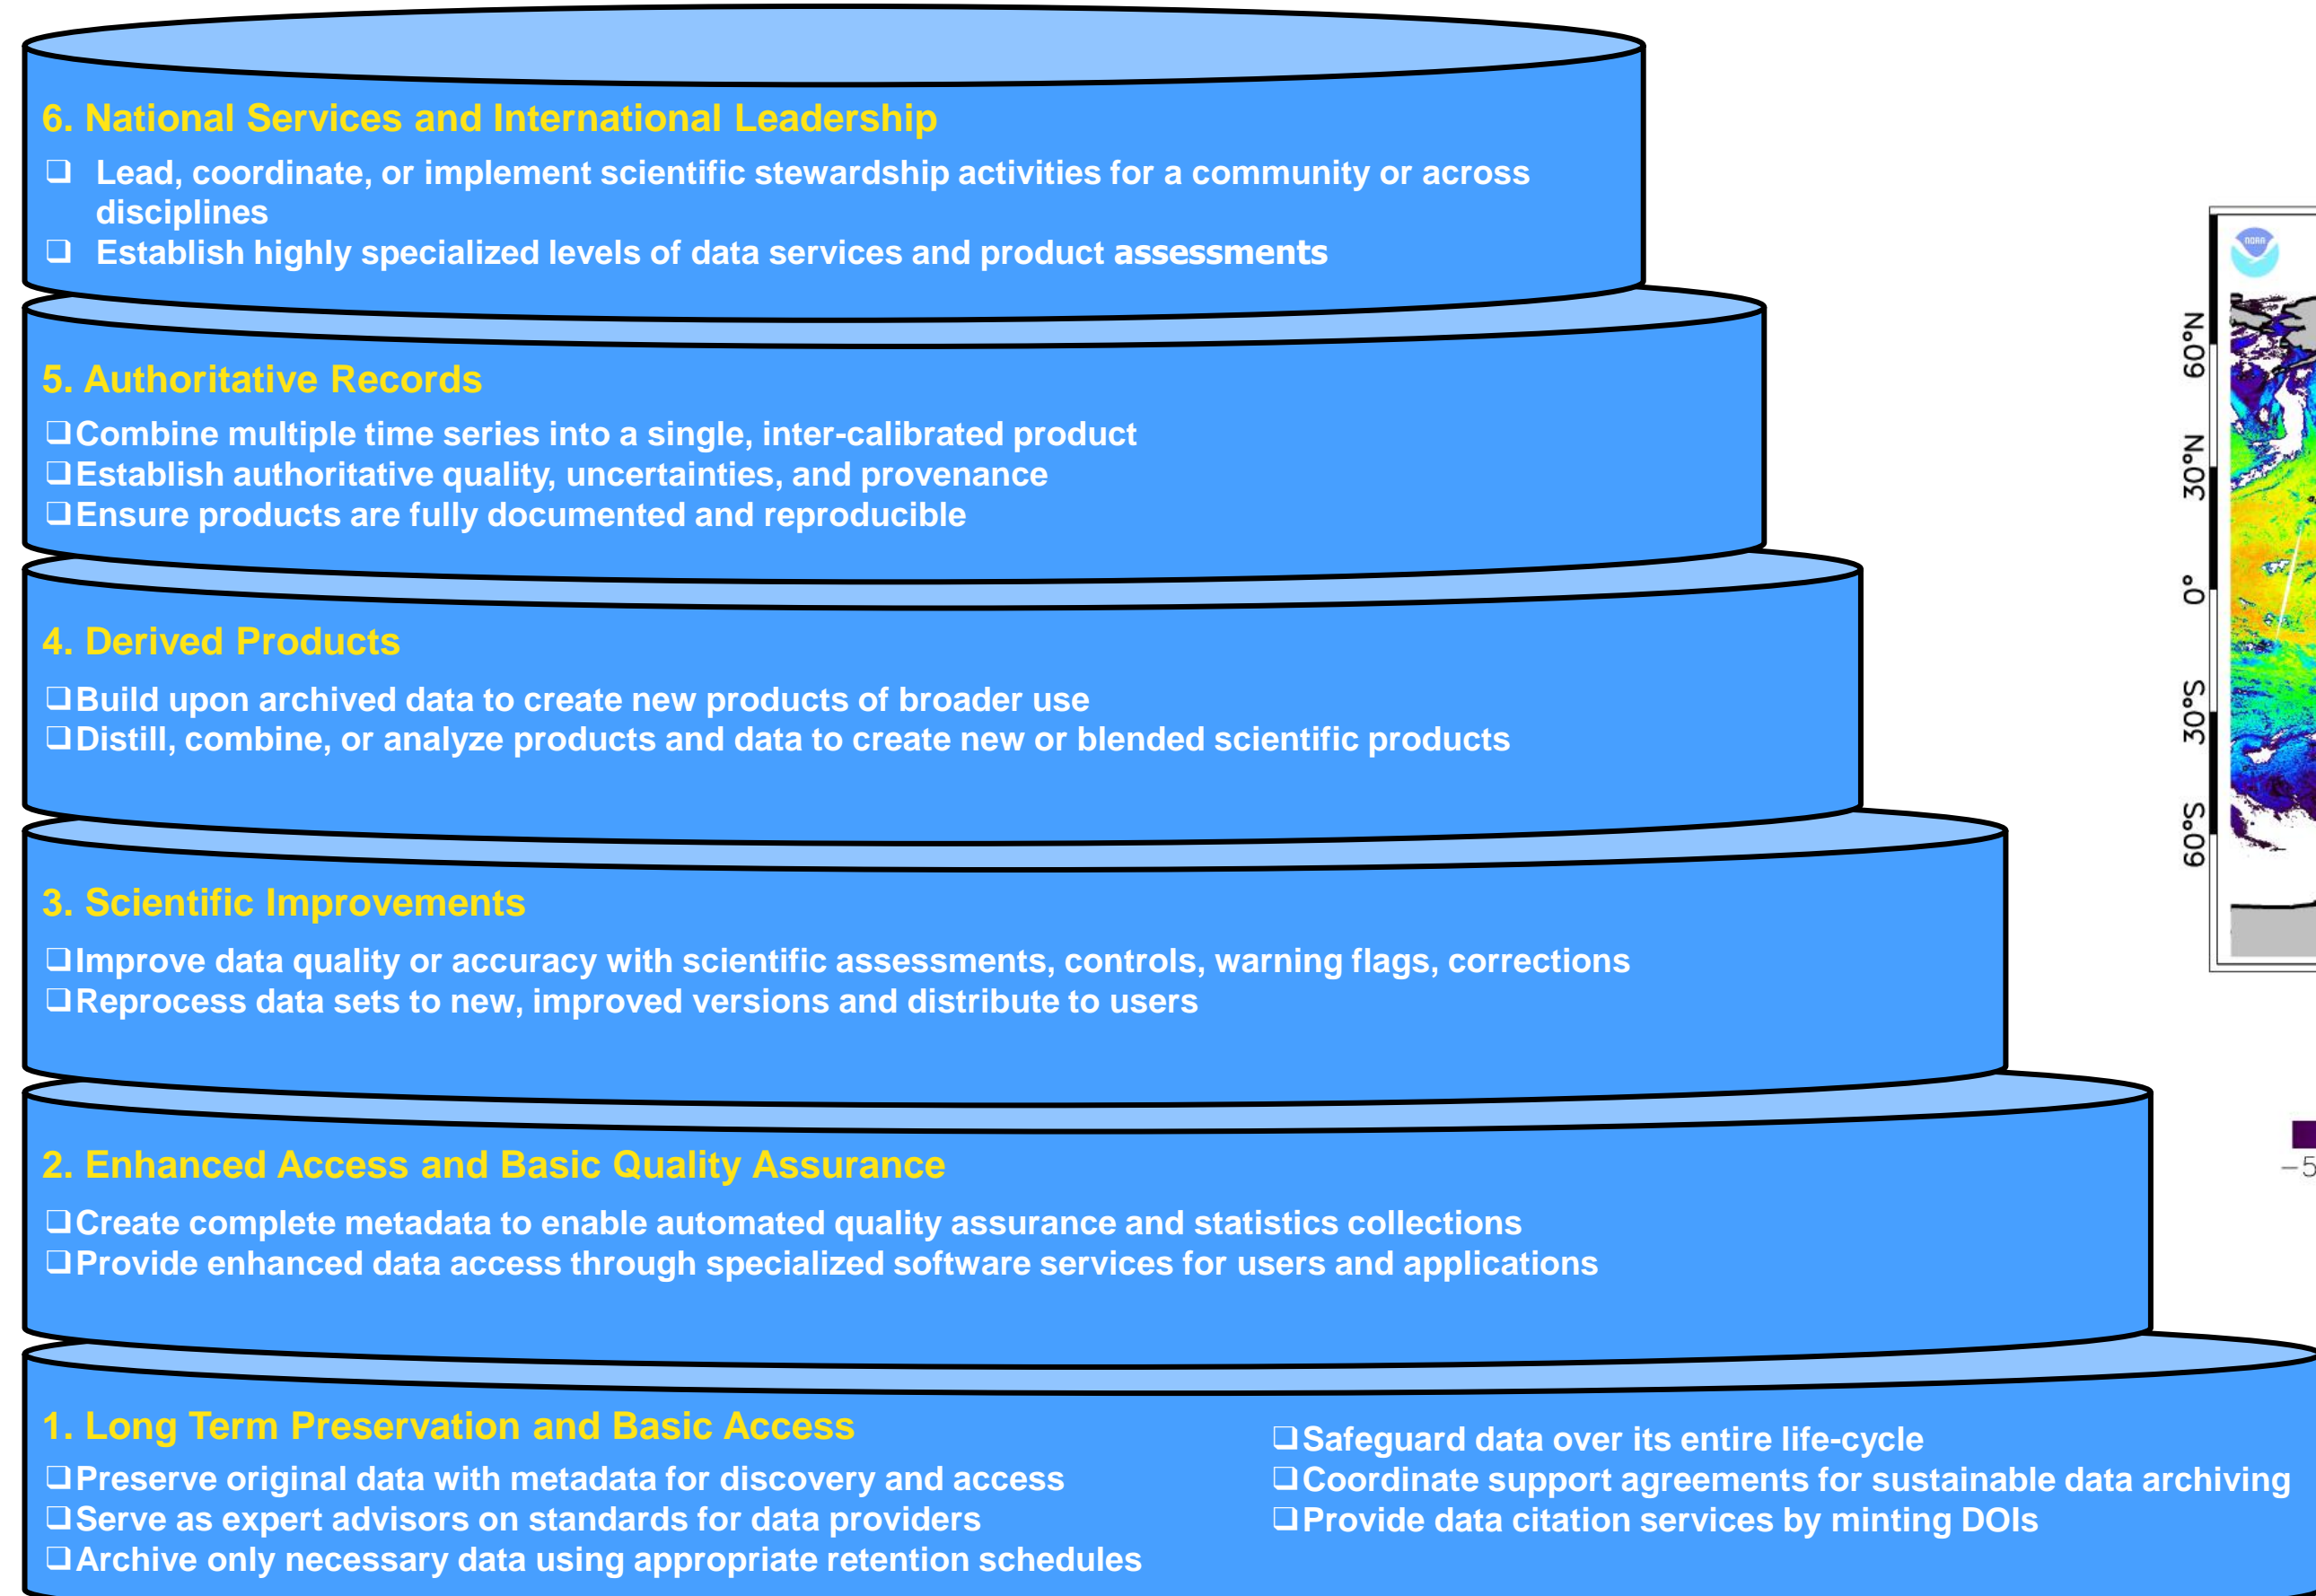 6. National Services and International Leadership
❑ Lead, coordinate, or implement scientific stewardship activities for a community or across
disciplines
❑ Establish highly specialized levels of data services and product assessments
5. Authoritative Records
❑Combine multiple time series into a single, inter-calibrated product
❑Establish authoritative quality, uncertainties, and provenance
❑Ensure products are fully documented and reproducible
4. Derived Products
❑Build upon archived data to create new products of broader use
❑Distill, combine, or analyze products and data to create new or blended scientific products
3. Scientific Improvements
❑Improve data quality or accuracy with scientific assessments, controls, warning flags, corrections
❑Reprocess data sets to new, improved versions and distribute to users
2. Enhanced Access and Basic Quality Assurance
❑Create complete metadata to enable automated quality assurance and statistics collections
❑Provide enhanced data access through specialized software services for users and applications
1. Long Term Preservation and Basic Access
❑Preserve original data with metadata for discovery and access
❑Serve as expert advisors on standards for data providers
❑Archive only necessary data using appropriate retention schedules
❑Safeguard data over its entire life-cycle
❑Coordinate support agreements for sustainable data archiving
❑Provide data citation services by minting DOIs
NOAA
60°N
30°N
0°
30°S
60°S
−5